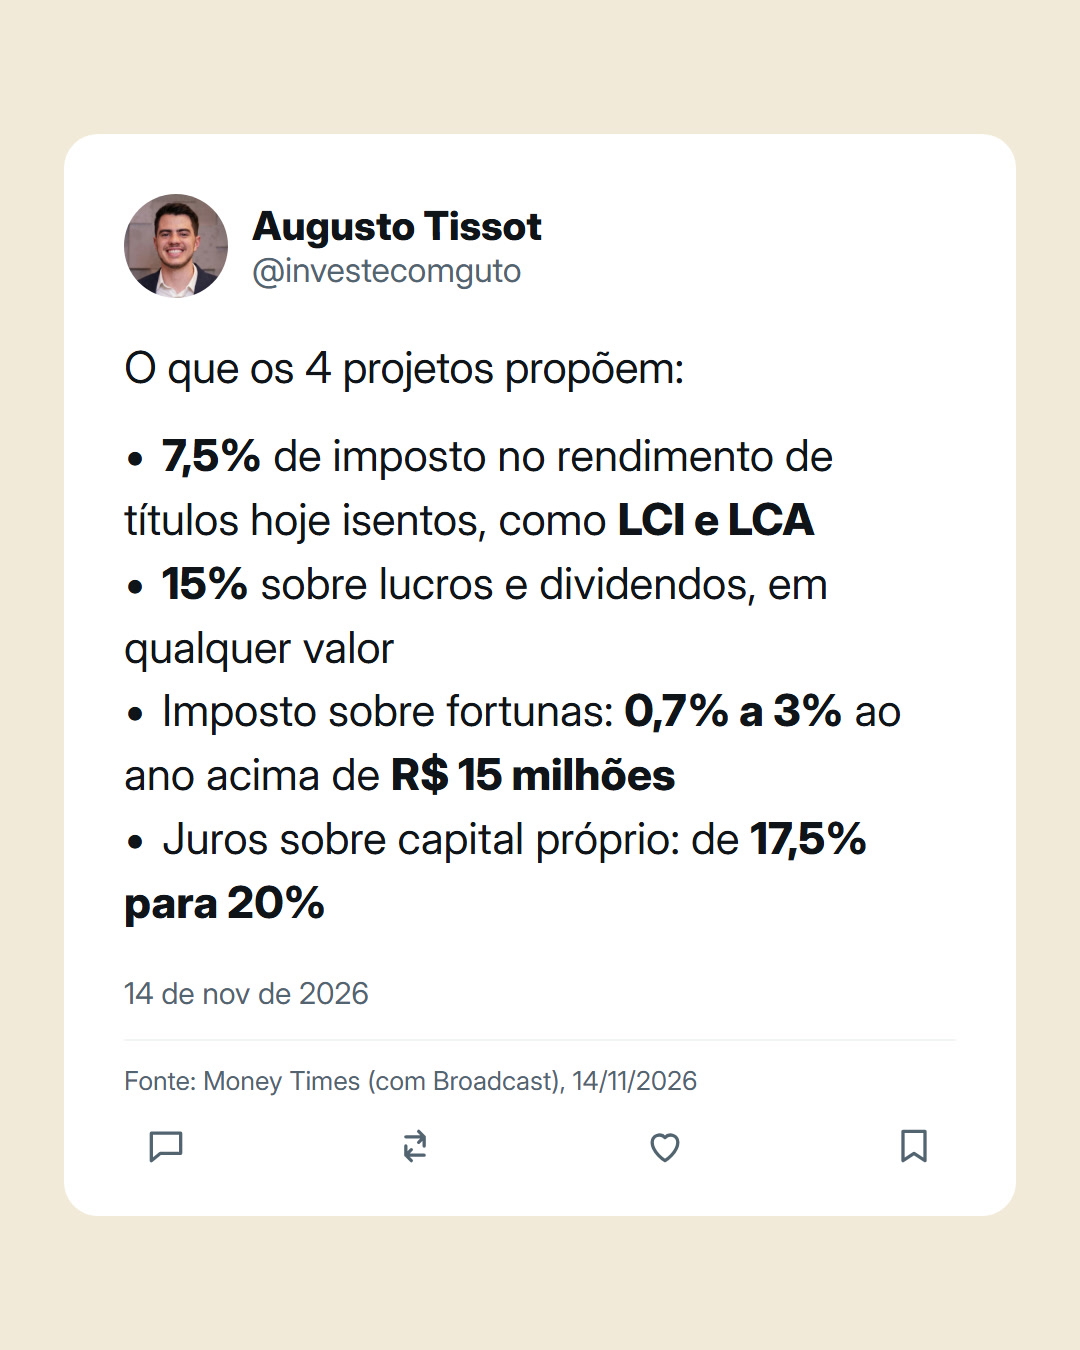 Augusto Tissot
@investecomguto
O que os 4 projetos propõem:
• 7,5% de imposto no rendimento de
títulos hoje isentos, como LCI e LCA
• 15% sobre lucros e dividendos, em
qualquer valor
• Imposto sobre fortunas: 0,7% a 3% ao
ano acima de R$ 15 milhões
• Juros sobre capital próprio: de 17,5%
para 20%
14 de nov de 2026
Fonte: Money Times (com Broadcast), 14/11/2026